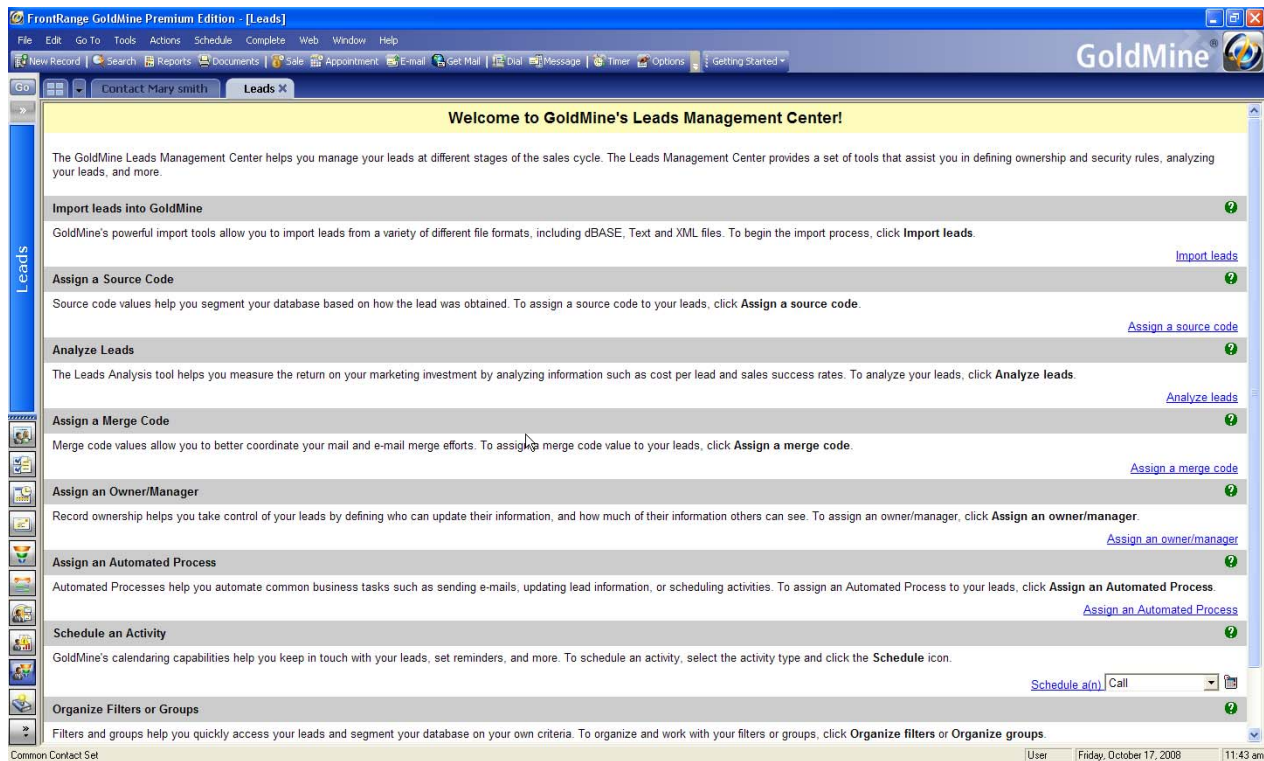 FrontRange GoldMine Premium Edition - [Leads]
File Edit Go To Tools Actions Schedule Complete Web Window Help
New Record | Search Reports Documents | Sale Appointment E-mail Get Mail | Dial Message | Timer Options Getting Started
GoldMine®
Go Contact Mary smith Leads X
Leads
Welcome to GoldMine's Leads Management Center!
The GoldMine Leads Management Center helps you manage your leads at different stages of the sales cycle. The Leads Management Center provides a set of tools that assist you in defining ownership and security rules, analyzing
your leads, and more.
Import leads into GoldMine ?
GoldMine's powerful import tools allow you to import leads from a variety of different file formats, including dBASE, Text and XML files. To begin the import process, click Import leads.
Import leads
Assign a Source Code ?
Source code values help you segment your database based on how the lead was obtained. To assign a source code to your leads, click Assign a source code.
Assign a source code
Analyze Leads ?
The Leads Analysis tool helps you measure the return on your marketing investment by analyzing information such as cost per lead and sales success rates. To analyze your leads, click Analyze leads.
Analyze leads
Assign a Merge Code ?
Merge code values allow you to better coordinate your mail and e-mail merge efforts. To assign a merge code value to your leads, click Assign a merge code.
Assign a merge code
Assign an Owner/Manager ?
Record ownership helps you take control of your leads by defining who can update their information, and how much of their information others can see. To assign an owner/manager, click Assign an owner/manager.
Assign an owner/manager
Assign an Automated Process ?
Automated Processes help you automate common business tasks such as sending e-mails, updating lead information, or scheduling activities. To assign an Automated Process to your leads, click Assign an Automated Process.
Assign an Automated Process
Schedule an Activity ?
GoldMine's calendaring capabilities help you keep in touch with your leads, set reminders, and more. To schedule an activity, select the activity type and click the Schedule icon.
Schedule a(n) Call
Organize Filters or Groups ?
Filters and groups help you quickly access your leads and segment your database on your own criteria. To organize and work with your filters or groups, click Organize filters or Organize groups.
Common Contact Set User Friday, October 17, 2008 11:43 am